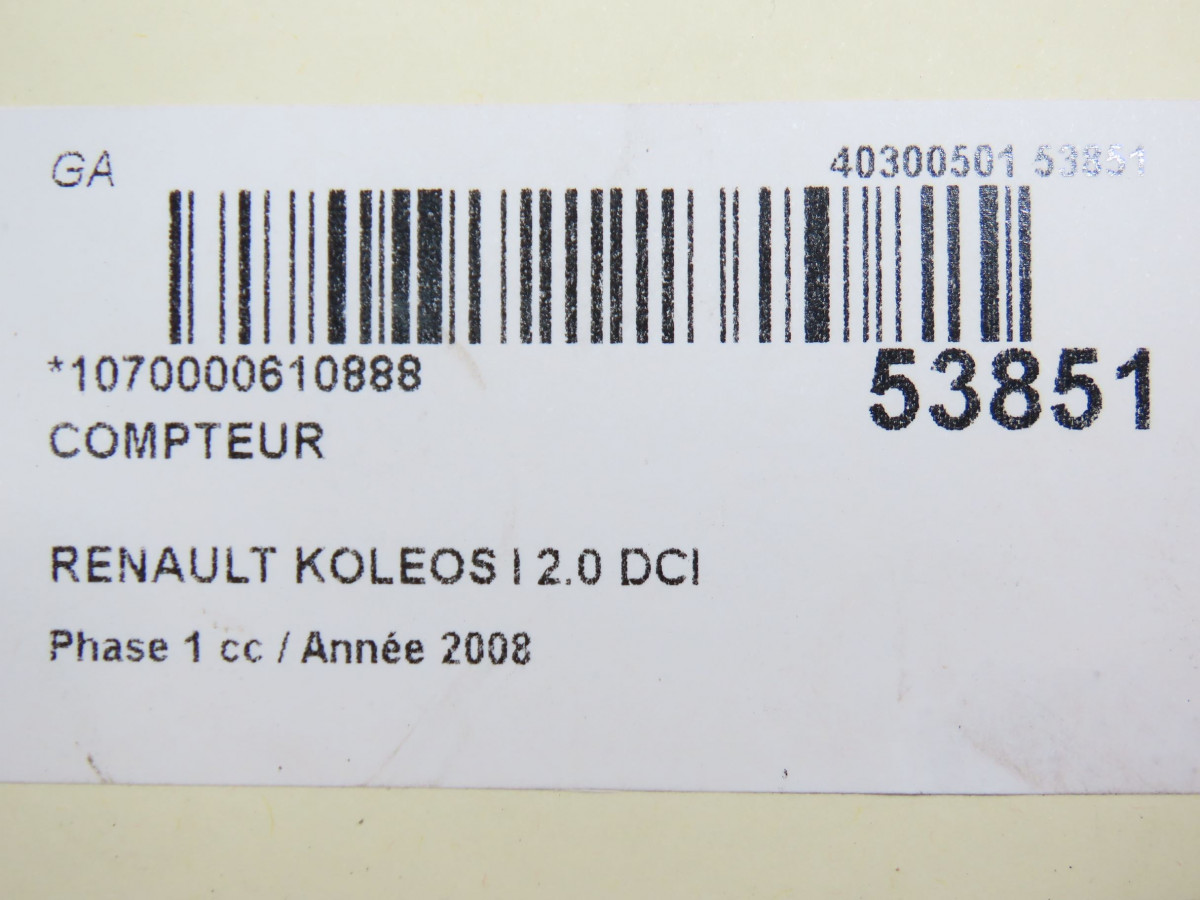 GA
40300501 53851
*1070000610888
53851
COMPTEUR
RENAULT KOLEOS I 2.0 DCI
Phase 1 cc / Année 2008